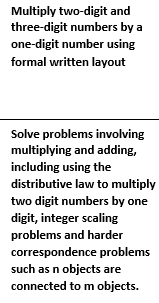 Multiply two-digit and
three-digit numbers by a
one-digit number using
formal written layout
Solve problems involving
multiplying and adding,
including using the
distributive law to multiply
two digit numbers by one
digit, integer scaling
problems and harder
correspondence problems
such as n objects are
connected to m objects.